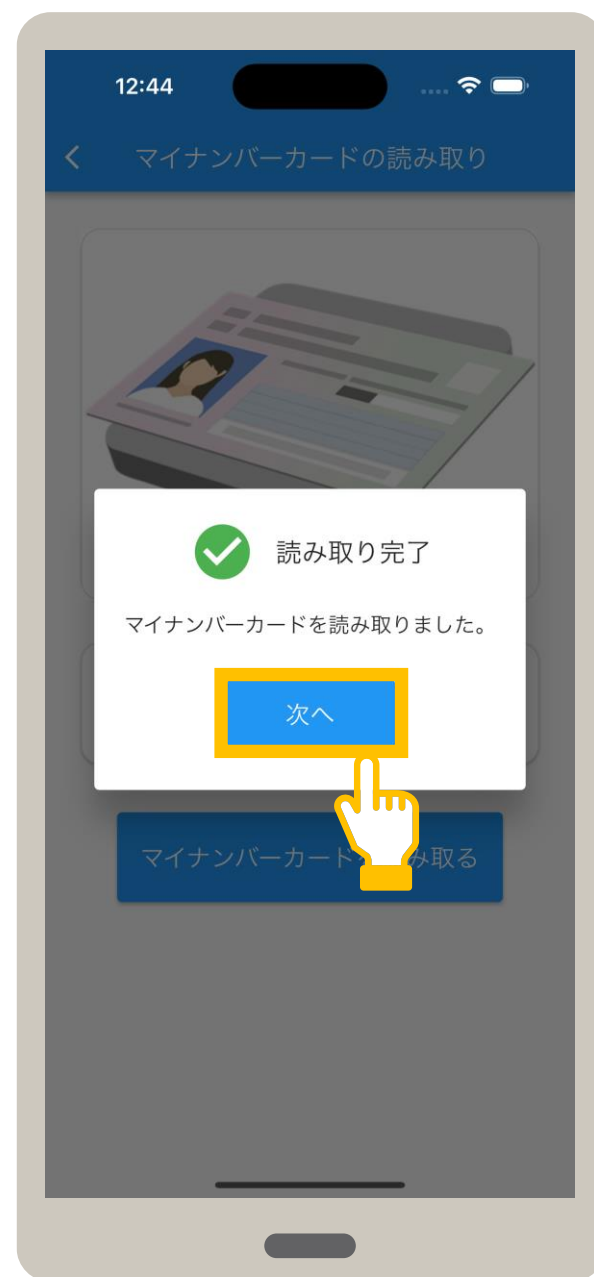 12:44
マイナンバーカードの読み取り
読み取り完了
マイナンバーカードを読み取りました。
次へ
マイナンバーカード み取る